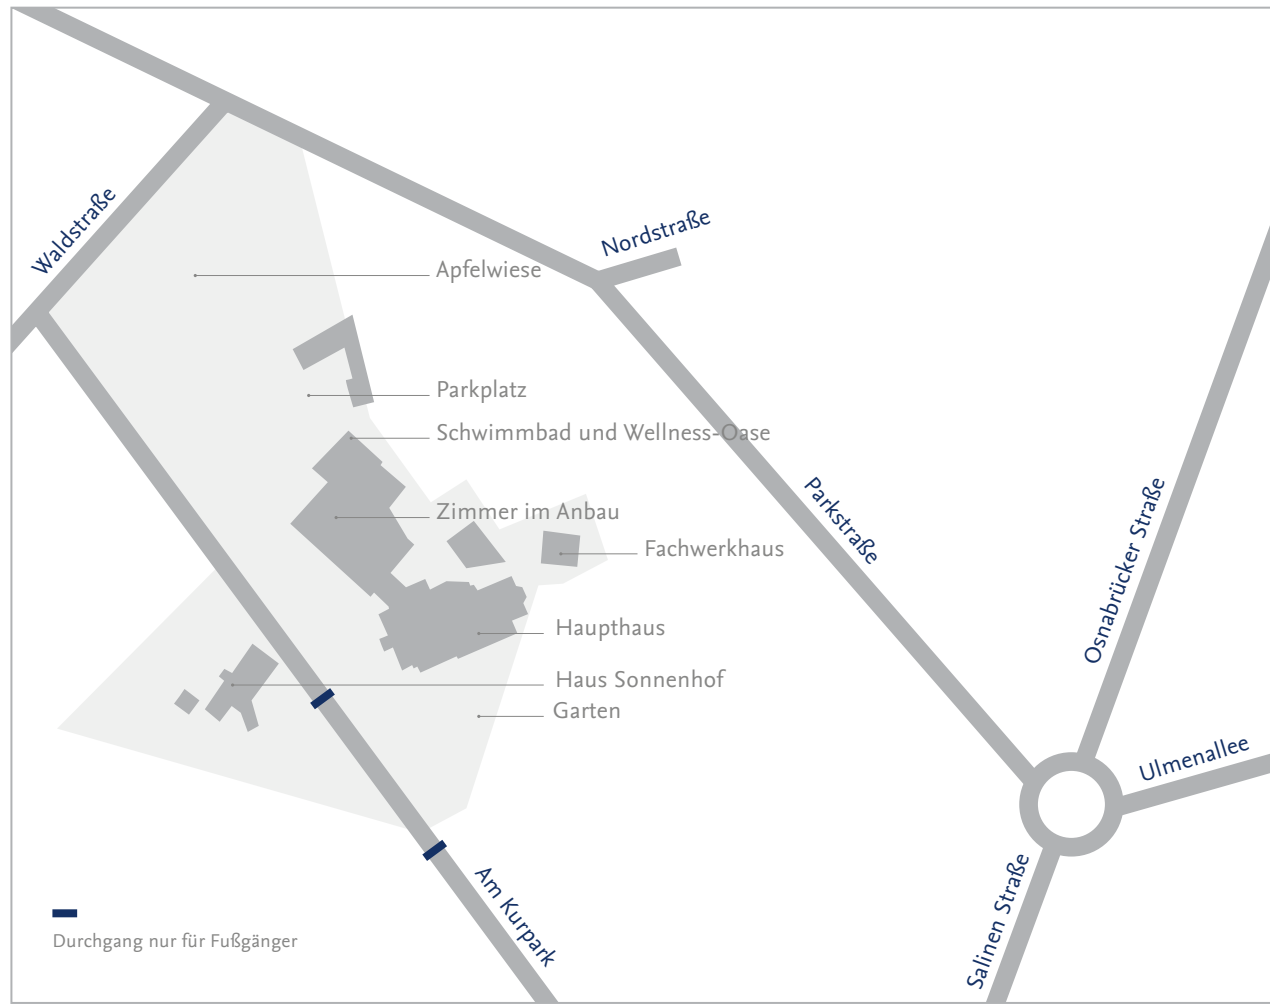 Waldstraße
Nordstraße
Apfelwiese
Parkplatz
Schwimmbad und Wellness-Oase
Zimmer im Anbau
Parkstraße
Osnabrücker Straße
Fachwerkhaus
Haupthaus
Haus Sonnenhof
Garten
Ulmenallee
Am Kurpark
Salinen Straße
Durchgang nur für Fußgänger